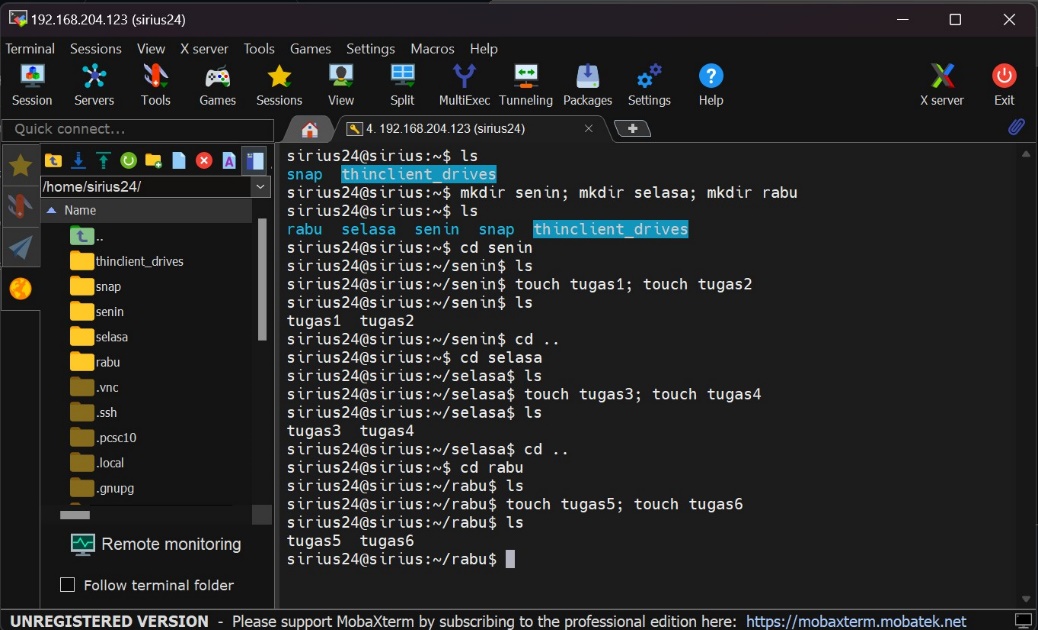 192.168.204.123 (sirius24)
Terminal Sessions View X server Tools Games Settings Macros Help
Session Servers Tools Games Sessions View Split MultiExec Tunneling Packages Settings Help X server Exit
Quick connect...
4. 192.168.204.123 (sirius24)
/home/sirius24/
Name
..
thinclient_drives
snap
senin
selasa
rabu
.vnc
.ssh
.pcsc10
.local
.gnupg
Remote monitoring
Follow terminal folder
sirius24@sirius:~$ ls
snap thinclient_drives
sirius24@sirius:~$ mkdir senin; mkdir selasa; mkdir rabu
sirius24@sirius:~$ ls
rabu selasa senin snap thinclient_drives
sirius24@sirius:~$ cd senin
sirius24@sirius:~/senin$ ls
sirius24@sirius:~/senin$ touch tugas1; touch tugas2
sirius24@sirius:~/senin$ ls
tugas1 tugas2
sirius24@sirius:~/senin$ cd ..
sirius24@sirius:~$ cd selasa
sirius24@sirius:~/selasa$ ls
sirius24@sirius:~/selasa$ touch tugas3; touch tugas4
sirius24@sirius:~/selasa$ ls
tugas3 tugas4
sirius24@sirius:~/selasa$ cd ..
sirius24@sirius:~$ cd rabu
sirius24@sirius:~/rabu$ ls
sirius24@sirius:~/rabu$ touch tugas5; touch tugas6
sirius24@sirius:~/rabu$ ls
tugas5 tugas6
sirius24@sirius:~/rabu$
UNREGISTERED VERSION - Please support MobaXterm by subscribing to the professional edition here: https://mobaxterm.mobatek.net